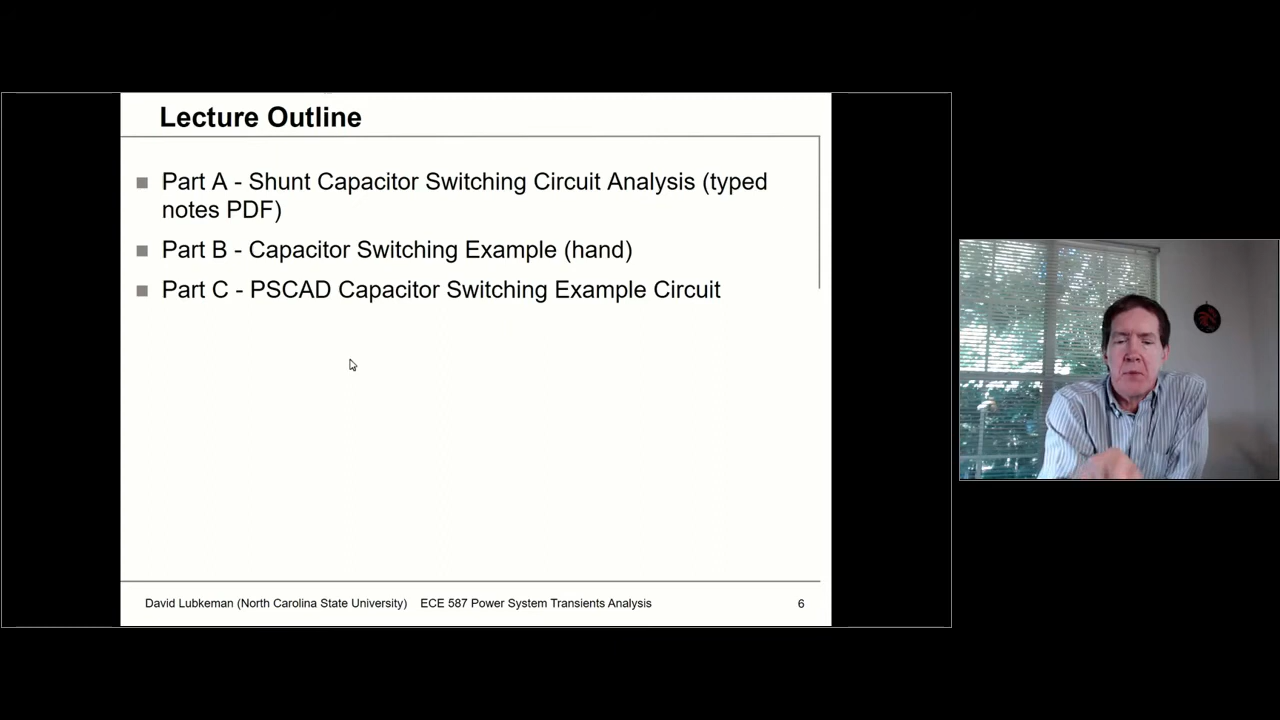 Lecture Outline
Part A - Shunt Capacitor Switching Circuit Analysis (typed
notes PDF)
Part B - Capacitor Switching Example (hand)
Part C - PSCAD Capacitor Switching Example Circuit
David Lubkeman (North Carolina State University) ECE 587 Power System Transients Analysis 6